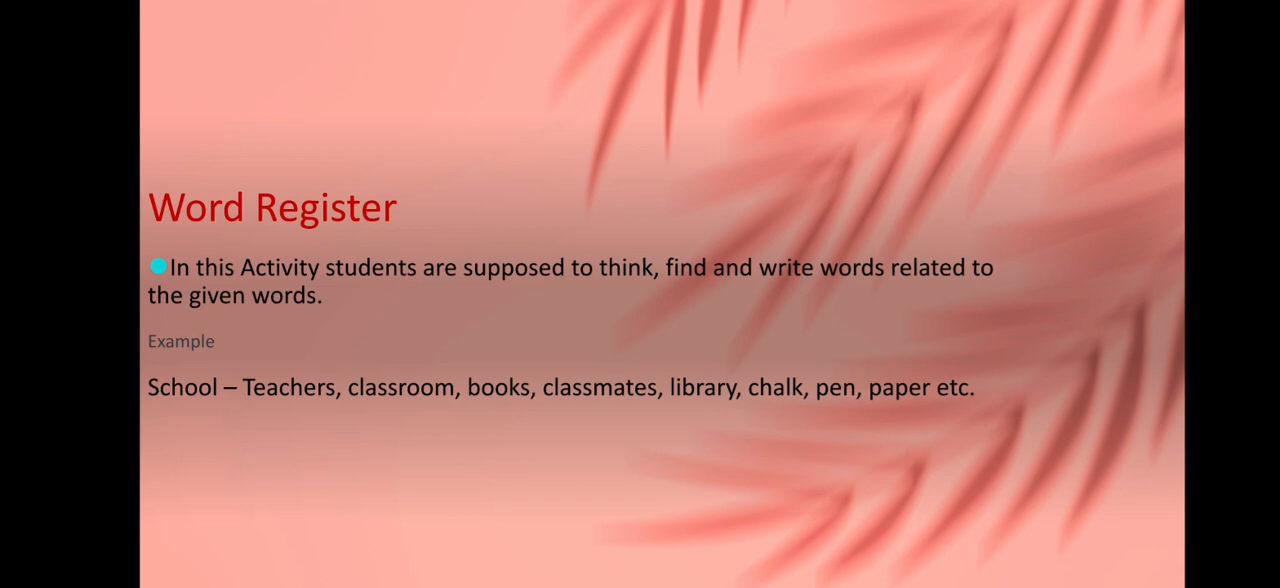 Word Register
In this Activity students are supposed to think, find and write words related to
the given words.
Example
School – Teachers, classroom, books, classmates, library, chalk, pen, paper etc.